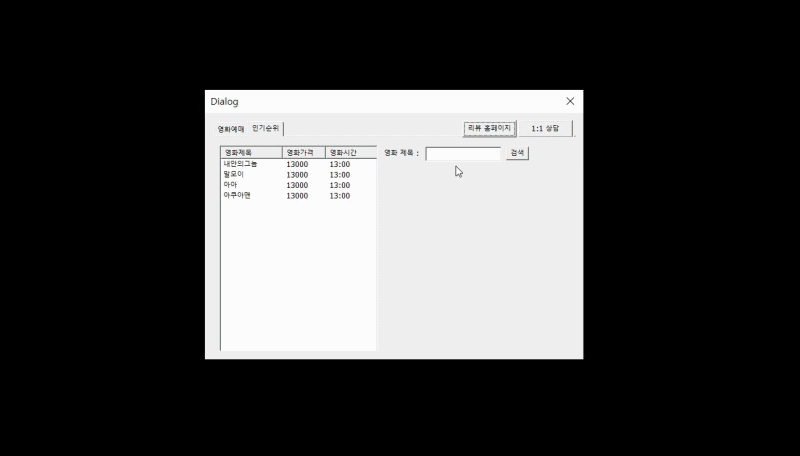 Dialog
영화예매 인기순위 리뷰 홈페이지 1:1 상담
영화제목 영화가격 영화시간 영화 제목 : 검색
내안의그놈 13000 13:00
말모이 13000 13:00
아아 13000 13:00
아쿠아맨 13000 13:00